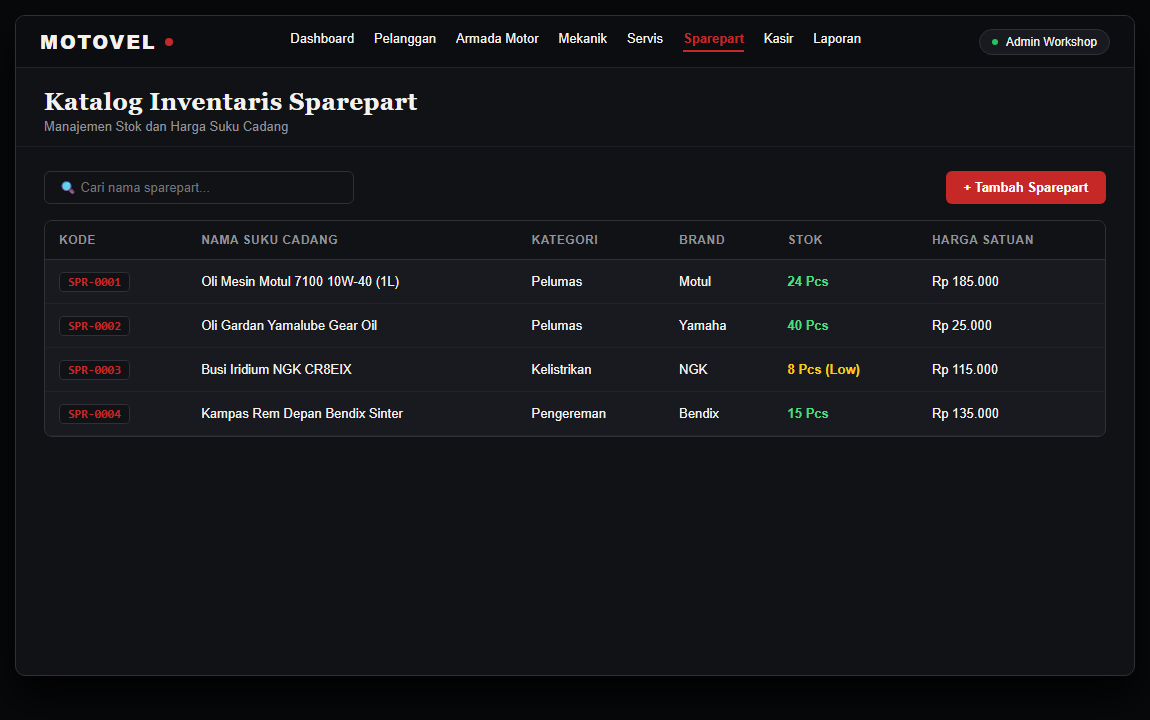 MOTOVEL
Dashboard Pelanggan Armada Motor Mekanik Servis Sparepart Kasir Laporan
Admin Workshop
Katalog Inventaris Sparepart
Manajemen Stok dan Harga Suku Cadang
Cari nama sparepart...
+ Tambah Sparepart
KODE NAMA SUKU CADANG KATEGORI BRAND STOK HARGA SATUAN
SPR-0001 Oli Mesin Motul 7100 10W-40 (1L) Pelumas Motul 24 Pcs Rp 185.000
SPR-0002 Oli Gardan Yamalube Gear Oil Pelumas Yamaha 40 Pcs Rp 25.000
SPR-0003 Busi Iridium NGK CR8EIX Kelistrikan NGK 8 Pcs (Low) Rp 115.000
SPR-0004 Kampas Rem Depan Bendix Sinter Pengereman Bendix 15 Pcs Rp 135.000